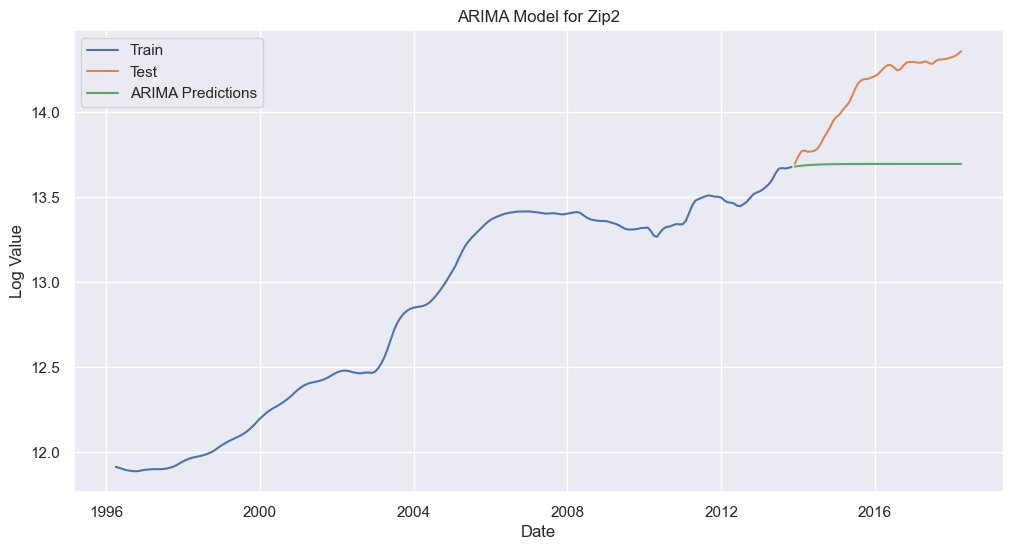 ARIMA Model for Zip2
Train
Test
ARIMA Predictions
14.0
13.5
13.0
12.5
12.0
Log Value
1996
2000
2004
2008
2012
2016
Date